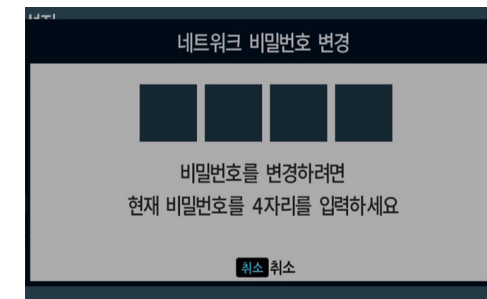 네트워크 비밀번호 변경
비밀번호를 변경하려면
현재 비밀번호를 4자리를 입력하세요
취소 취소